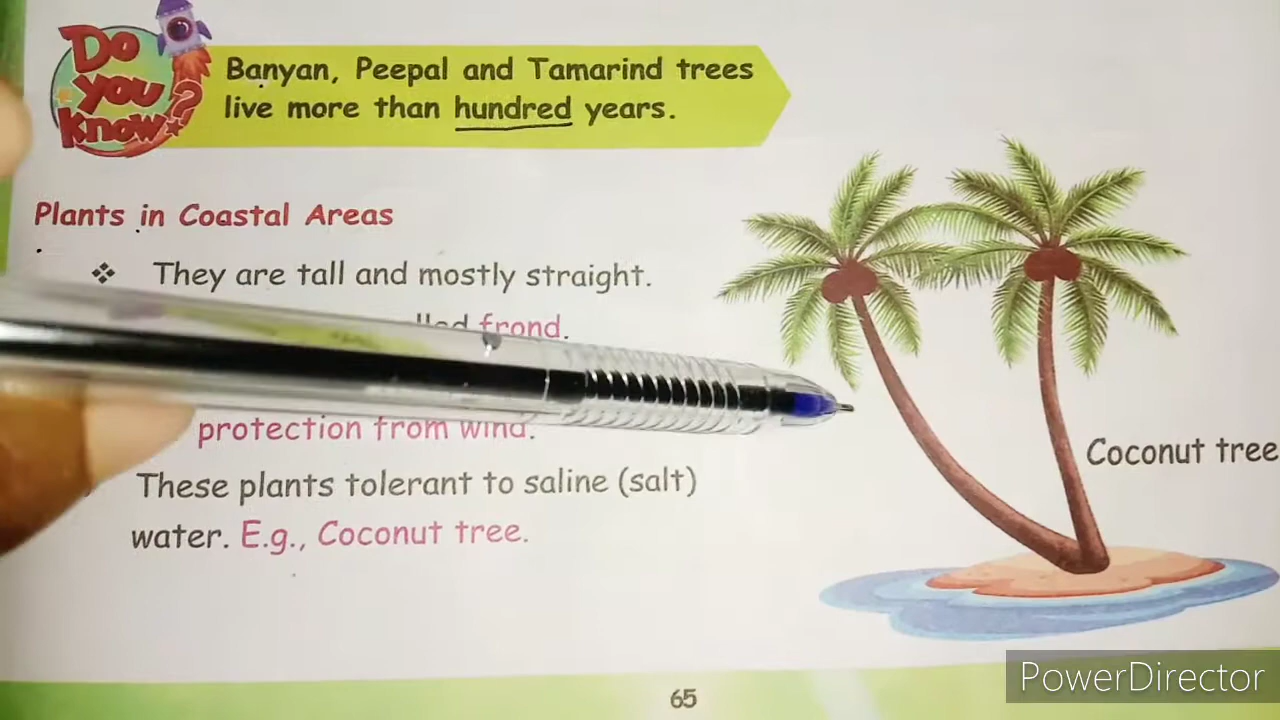 Do you know?
Banyan, Peepal and Tamarind trees
live more than hundred years.
Plants in Coastal Areas
❖ They are tall and mostly straight.
frond.
protection from wind.
These plants tolerant to saline (salt)
water. E.g., Coconut tree.
Coconut tree
65
PowerDirector